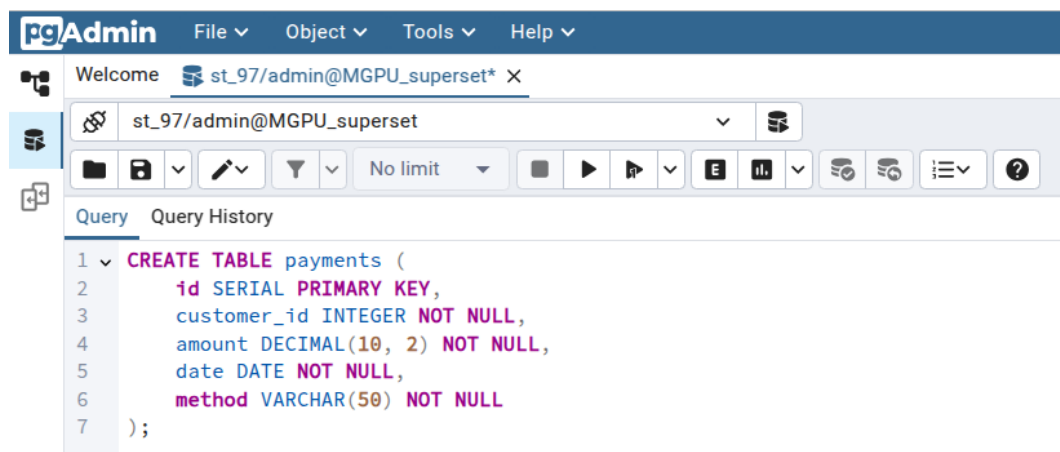 pgAdmin File Object Tools Help
Welcome st_97/admin@MGPU_superset*
st_97/admin@MGPU_superset
No limit E
Query Query History
1 CREATE TABLE payments (
2 id SERIAL PRIMARY KEY,
3 customer_id INTEGER NOT NULL,
4 amount DECIMAL(10, 2) NOT NULL,
5 date DATE NOT NULL,
6 method VARCHAR(50) NOT NULL
7 );